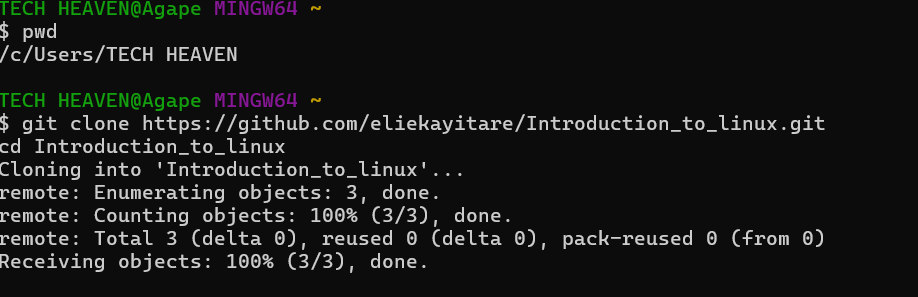 TECH HEAVEN@Agape MINGW64 ~
$ pwd
/c/Users/TECH HEAVEN
TECH HEAVEN@Agape MINGW64 ~
$ git clone https://github.com/eliekayitare/Introduction_to_linux.git
cd Introduction_to_linux
Cloning into 'Introduction_to_linux'...
remote: Enumerating objects: 3, done.
remote: Counting objects: 100% (3/3), done.
remote: Total 3 (delta 0), reused 0 (delta 0), pack-reused 0 (from 0)
Receiving objects: 100% (3/3), done.